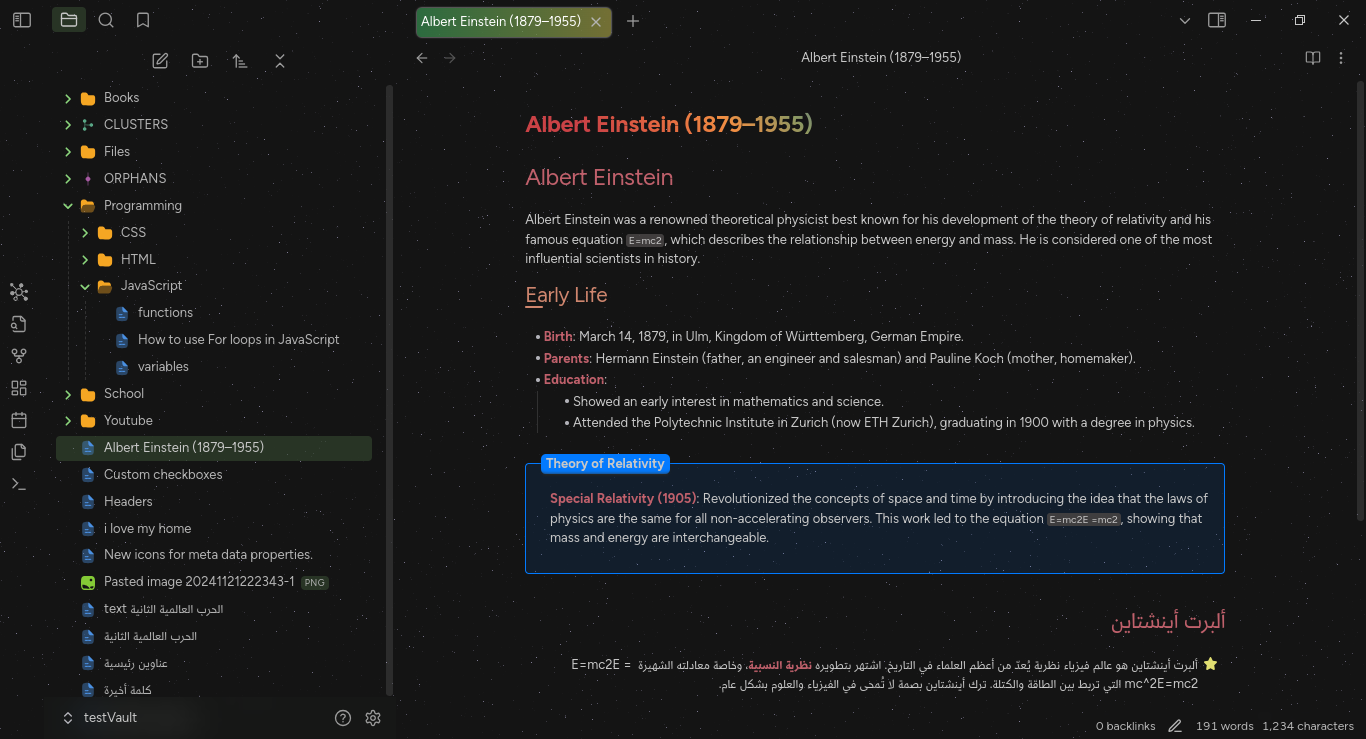 Albert Einstein (1879–1955)
Albert Einstein (1879–1955)
Books
CLUSTERS
Files
ORPHANS
Programming
CSS
HTML
JavaScript
functions
How to use For loops in JavaScript
variables
School
Youtube
Albert Einstein (1879–1955)
Custom checkboxes
Headers
i love my home
New icons for meta data properties.
Pasted image 20241121222343-1 PNG
text الحرب العالمية الثانية
الحرب العالمية الثانية
عناوين رئيسية
كلمة أخيرة
testVault
Albert Einstein (1879–1955)
Albert Einstein
Albert Einstein was a renowned theoretical physicist best known for his development of the theory of relativity and his
famous equation E=mc2, which describes the relationship between energy and mass. He is considered one of the most
influential scientists in history.
Early Life
• Birth: March 14, 1879, in Ulm, Kingdom of Württemberg, German Empire.
• Parents: Hermann Einstein (father, an engineer and salesman) and Pauline Koch (mother, homemaker).
• Education:
• Showed an early interest in mathematics and science.
• Attended the Polytechnic Institute in Zurich (now ETH Zurich), graduating in 1900 with a degree in physics.
Theory of Relativity
Special Relativity (1905): Revolutionized the concepts of space and time by introducing the idea that the laws of
physics are the same for all non-accelerating observers. This work led to the equation E=mc2E =mc2, showing that
mass and energy are interchangeable.
ألبرت أينشتاين
ألبرت أينشتاين هو عالم فيزياء نظرية يُعدّ من أعظم العلماء في التاريخ. اشتهر بتطويره نظرية النسبية، وخاصة معادلته الشهيرة E=mc2E =
mc^2E=mc2 التي تربط بين الطاقة والكتلة. ترك أينشتاين بصمة لا تُمحى في الفيزياء والعلوم بشكل عام.
0 backlinks 191 words 1,234 characters